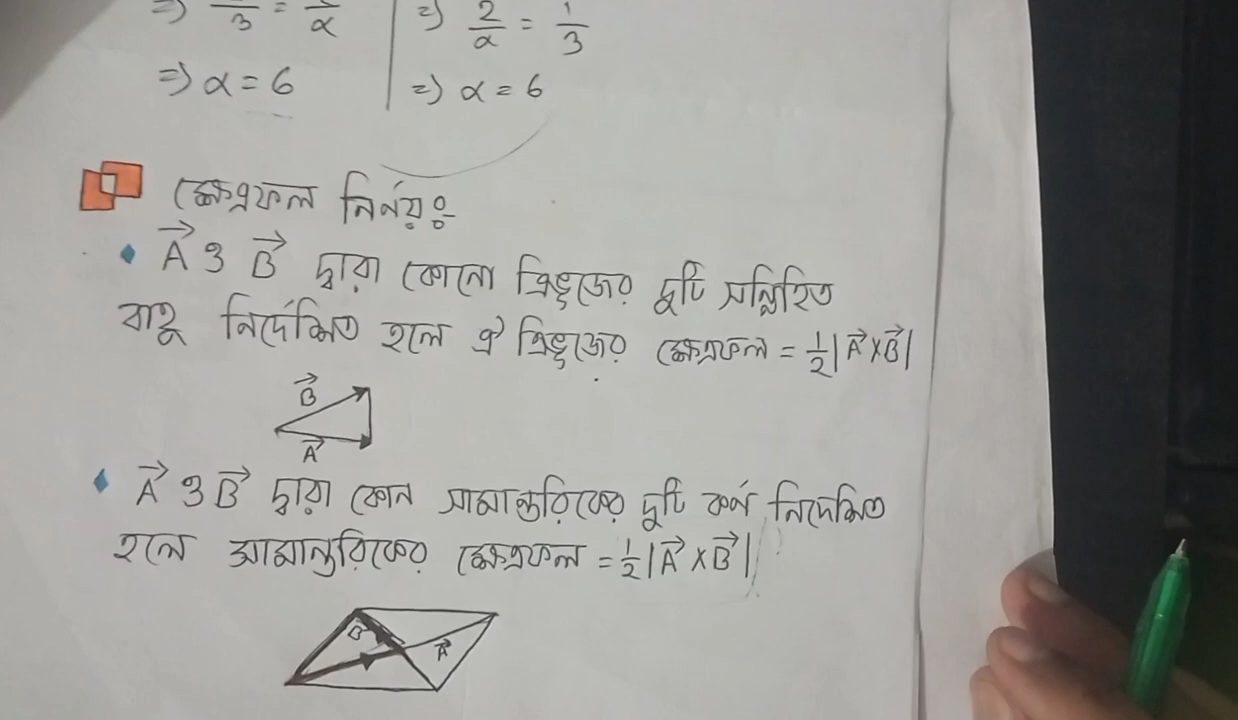 => /3 = /α | => 2/α = 1/3
=> α = 6 | => α = 6
ক্ষেত্রফল নির্ণয়ঃ-
A⃗ ও B⃗ দ্বারা কোনো ত্রিভুজের দুটি সন্নিহিত
বাহু নির্দেশিত হলে ঐ ত্রিভুজের ক্ষেত্রফল = 1/2|A⃗×B⃗|
B⃗
A⃗
A⃗ ও B⃗ দ্বারা কোন সামান্তরিকের দুটি কর্ণ নির্দেশিত
হলে সামান্তরিকের ক্ষেত্রফল = 1/2|A⃗×B⃗|
B A⃗